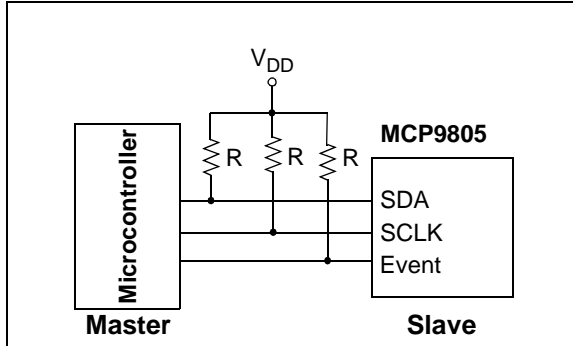 VDD
R
R
R
MCP9805
Microcontroller
SDA
SCLK
Event
Master
Slave